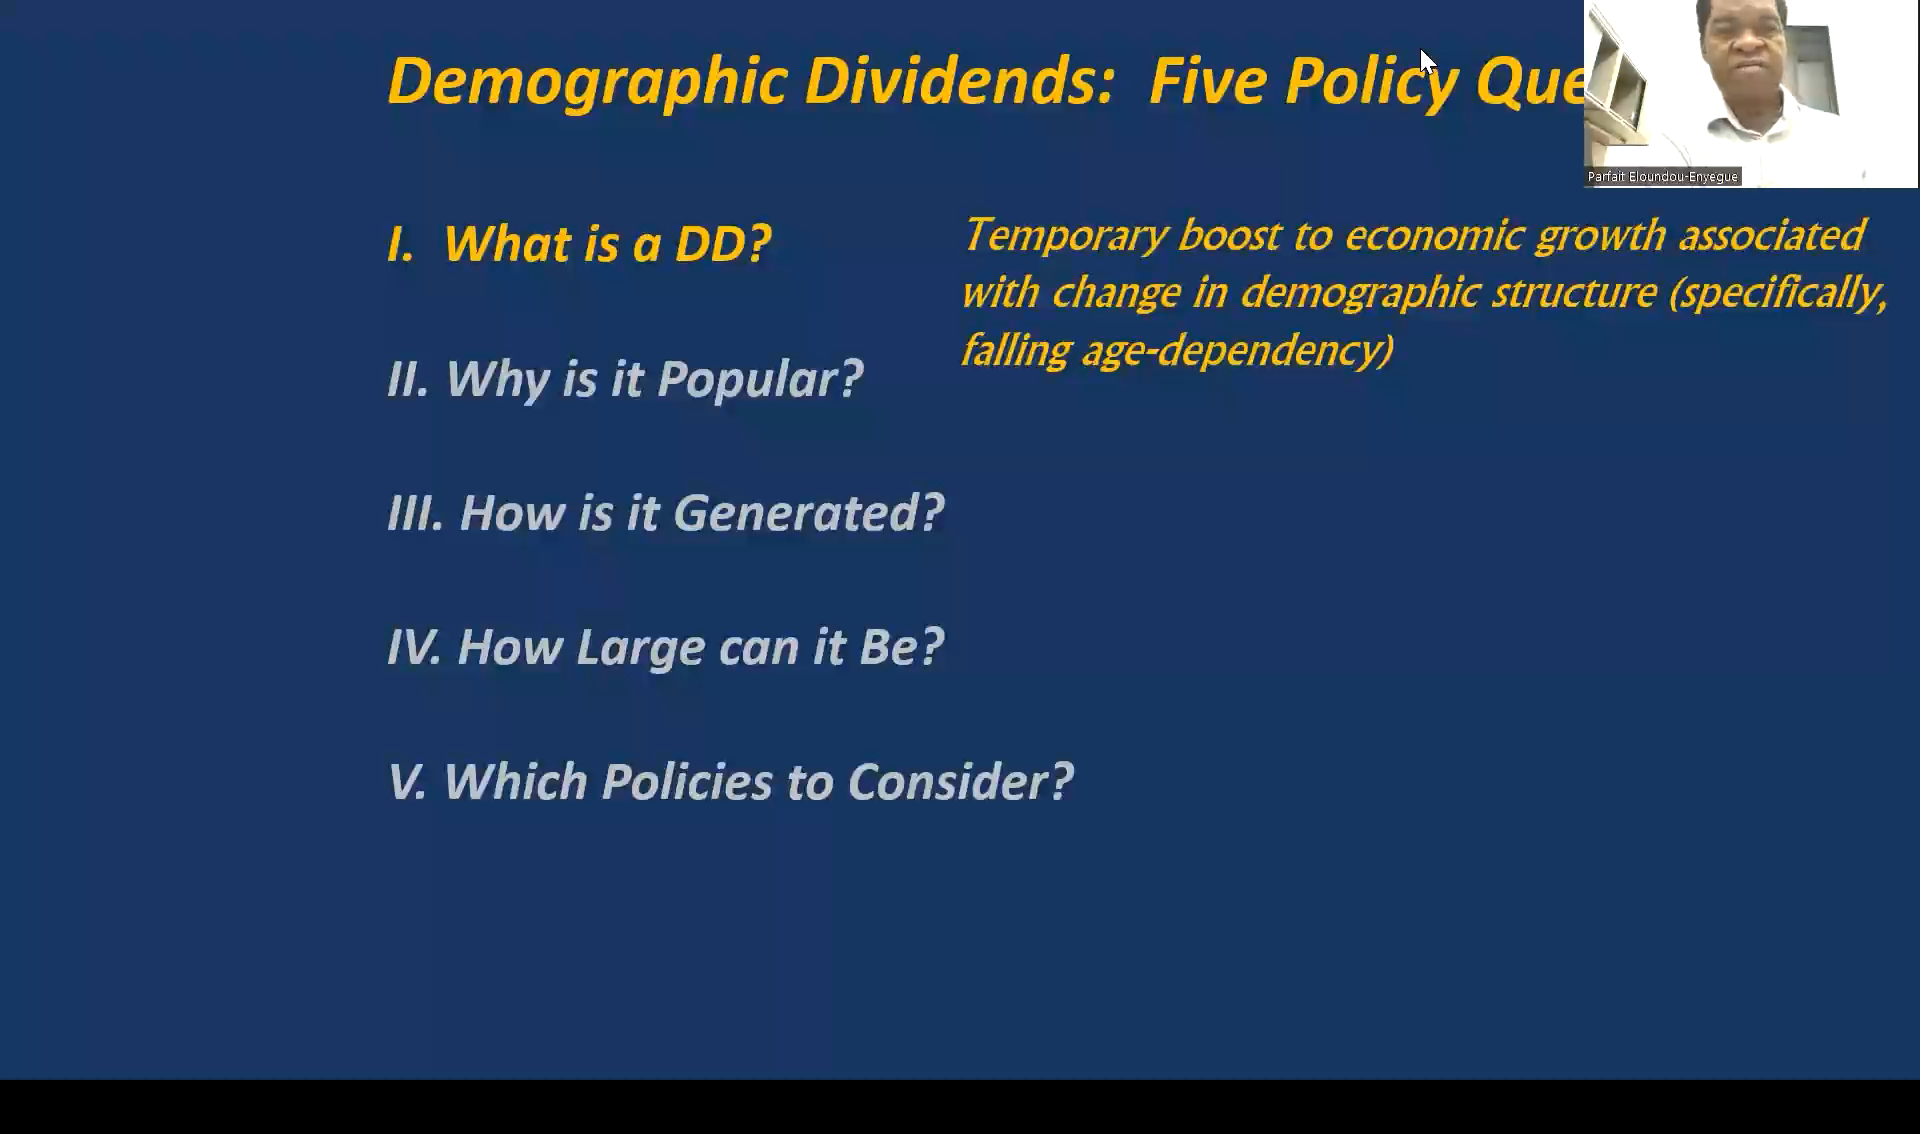 Demographic Dividends: Five Policy Que
Parfait Eloundou-Enyegue
I. What is a DD?
Temporary boost to economic growth associated
with change in demographic structure (specifically,
falling age-dependency)
II. Why is it Popular?
III. How is it Generated?
IV. How Large can it Be?
V. Which Policies to Consider?